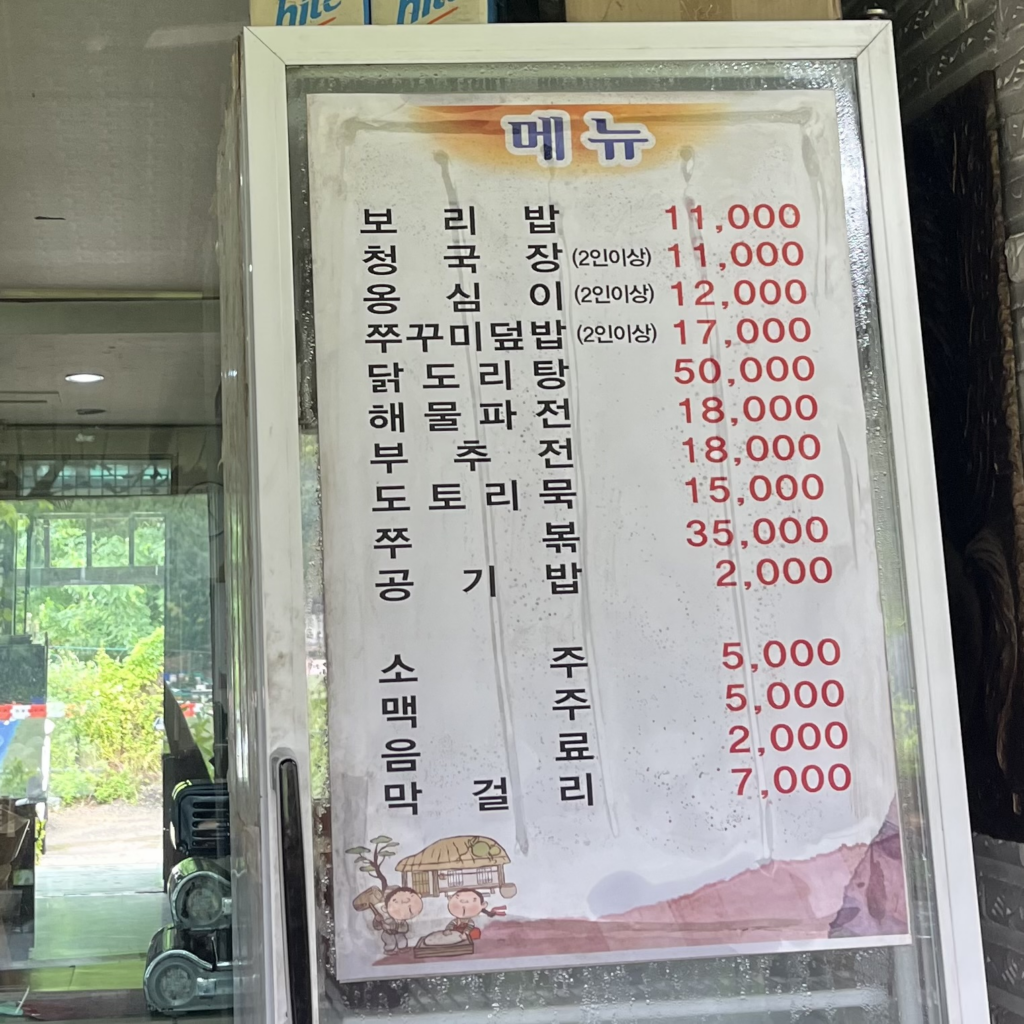 hite hite
메뉴
보리밥 11,000
청국장 (2인이상) 11,000
옹심이 (2인이상) 12,000
쭈꾸미덮밥 (2인이상) 17,000
닭도리탕 50,000
해물파전 18,000
부추전 18,000
도토리묵 15,000
쭈볶 35,000
공기밥 2,000
소주 5,000
맥주 5,000
음료 2,000
막걸리 7,000